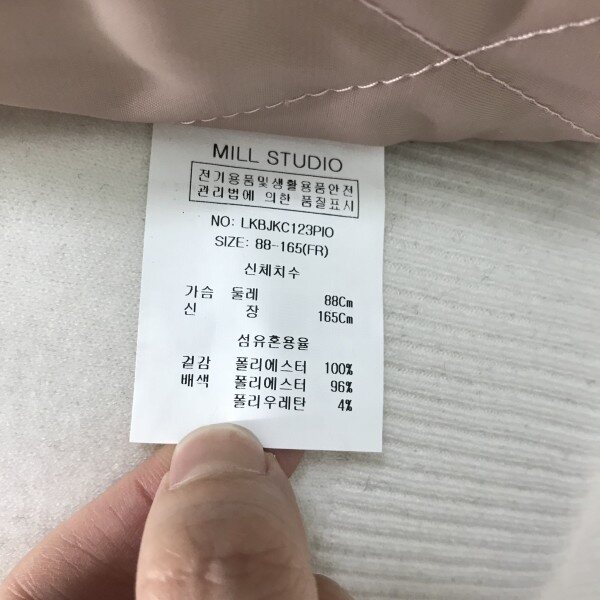 MILL STUDIO
전기용품및생활용품안전
관리법에 의한 품질표시
NO: LKBJKC123PIO
SIZE: 88-165(FR)
신체치수
가슴 둘레 88Cm
신 장 165Cm
섬유혼용율
겉감 폴리에스터 100%
배색 폴리에스터 96%
폴리우레탄 4%